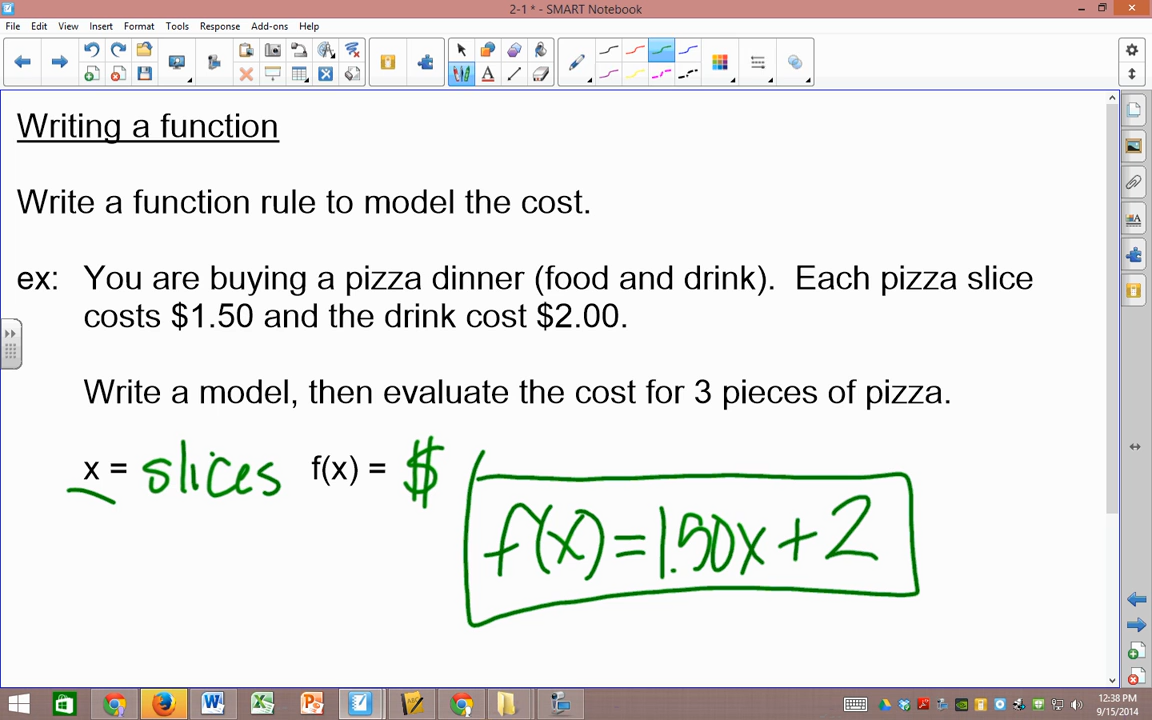 2-1 * - SMART Notebook
File Edit View Insert Format Tools Response Add-ons Help
Writing a function
Write a function rule to model the cost.
ex: You are buying a pizza dinner (food and drink). Each pizza slice
costs $1.50 and the drink cost $2.00.
Write a model, then evaluate the cost for 3 pieces of pizza.
x = slices f(x) = $
f(x) = 1.50x + 2
12:38 PM
9/15/2014